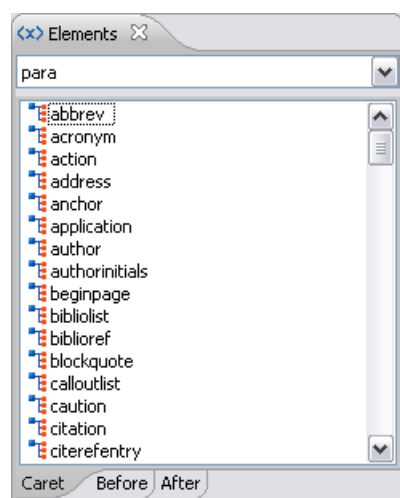 <x> Elements
para
abbrev
acronym
action
address
anchor
application
author
authorinitials
beginpage
bibliolist
biblioref
blockquote
calloutlist
caution
citation
citerefentry
Caret Before After